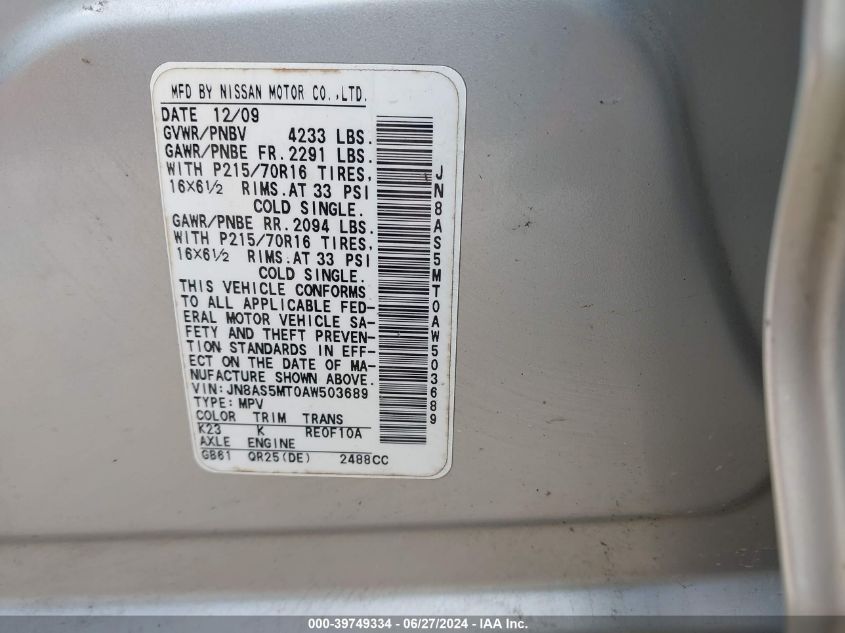 MFD BY NISSAN MOTOR CO.,LTD.
DATE 12/09
GVWR/PNBV 4233 LBS.
GAWR/PNBE FR.2291 LBS.
WITH P215/70R16 TIRES,
16X6½ RIMS.AT 33 PSI
COLD SINGLE.
GAWR/PNBE RR.2094 LBS.
WITH P215/70R16 TIRES,
16X6½ RIMS.AT 33 PSI
COLD SINGLE.
THIS VEHICLE CONFORMS
TO ALL APPLICABLE FED-
ERAL MOTOR VEHICLE SA-
FETY AND THEFT PREVEN-
TION STANDARDS IN EFF-
ECT ON THE DATE OF MA-
NUFACTURE SHOWN ABOVE.
VIN:JN8AS5MT0AW503689
TYPE:MPV
COLOR TRIM TRANS
K23 K RE0F10A
AXLE ENGINE
GB61 QR25(DE) 2488CC
JN8AS5MT0AW503689
000-39749334 - 06/27/2024 - IAA Inc.